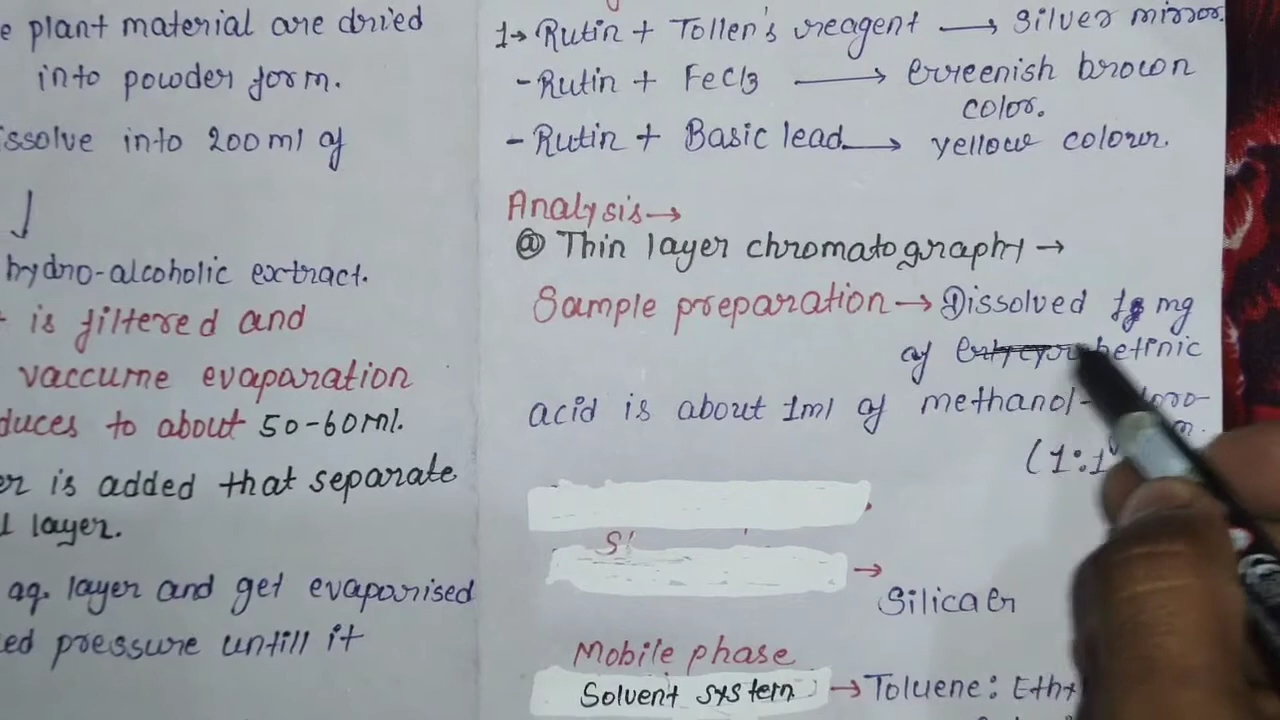 e plant material are dried
into powder form.
issolve into 200ml of
hydro-alcoholic extract.
is filtered and
vaccume evaparation
duces to about 50-60ml.
er is added that separate
layer.
aq. layer and get evaporised
ed pressure untill it
1→ Rutin + Tollen's reagent → Silver mirror.
- Rutin + FeCl3 → Greenish brown
color.
- Rutin + Basic lead → yellow colour.
Analysis →
(a) Thin layer chromatography →
Sample preparation → Dissolved mg
of
acid is about 1ml of methanol-
(1:1
→
Silica G
Mobile phase
Solvent system → Toluene: